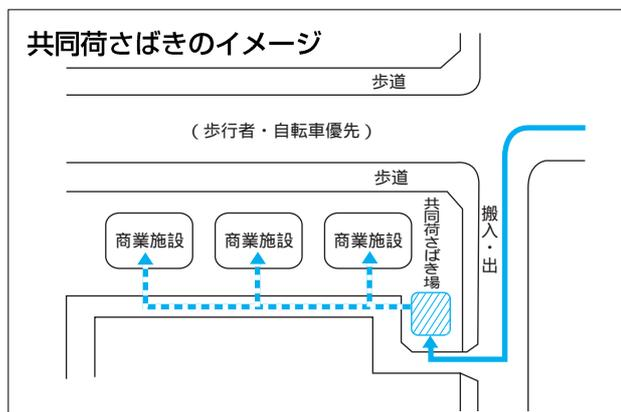 共同荷さばきのイメージ
歩道
(歩行者・自転車優先)
歩道
共同荷さばき場
搬入・出
商業施設
商業施設
商業施設